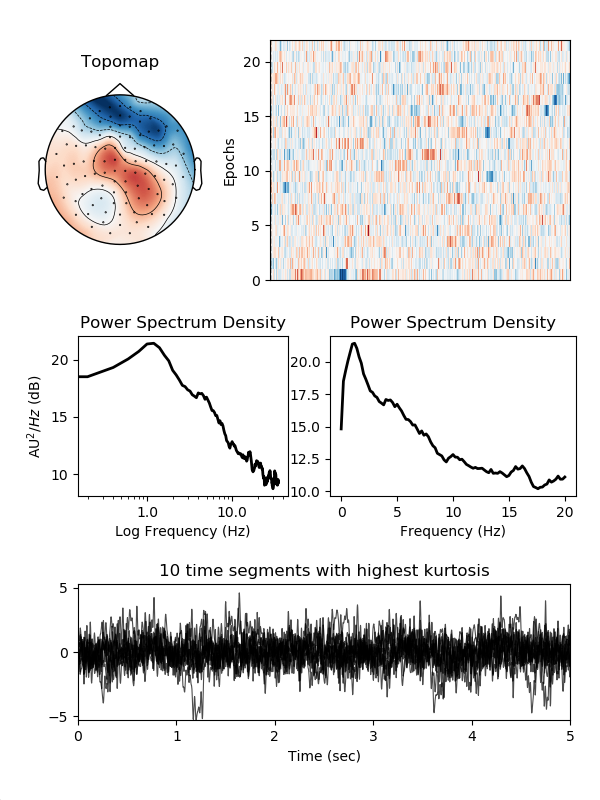 Topomap
Epochs
20
15
10
5
0
Power Spectrum Density
AU²/Hz (dB)
20
15
10
1.0 10.0
Log Frequency (Hz)
Power Spectrum Density
20.0
17.5
15.0
12.5
10.0
0 5 10 15 20
Frequency (Hz)
10 time segments with highest kurtosis
5
0
−5
0 1 2 3 4 5
Time (sec)